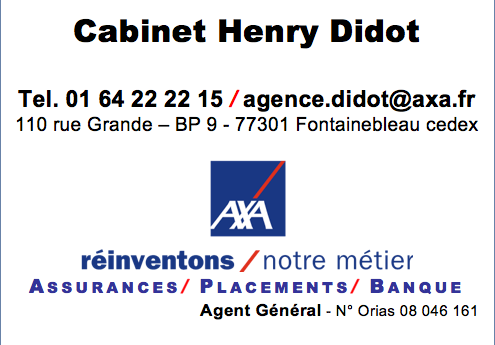 Cabinet Henry Didot
Tel. 01 64 22 22 15 / agence.didot@axa.fr
110 rue Grande – BP 9 - 77301 Fontainebleau cedex
AXA
réinventons / notre métier
ASSURANCES/ PLACEMENTS/ BANQUE
Agent Général - N° Orias 08 046 161